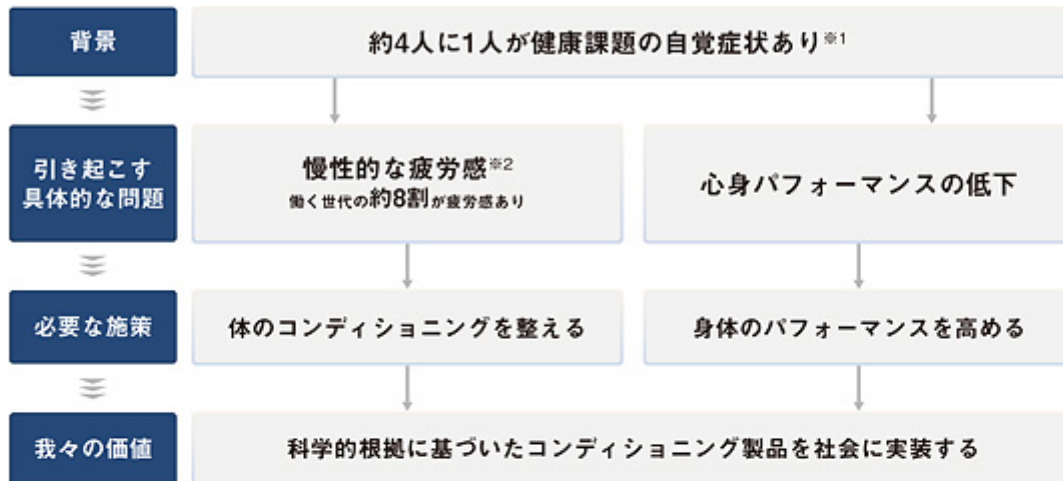 背景
約4人に1人が健康課題の自覚症状あり※1
引き起こす
具体的な問題
慢性的な疲労感※2
働く世代の約8割が疲労感あり
心身パフォーマンスの低下
必要な施策
体のコンディショニングを整える
身体のパフォーマンスを高める
我々の価値
科学的根拠に基づいたコンディショニング製品を社会に実装する